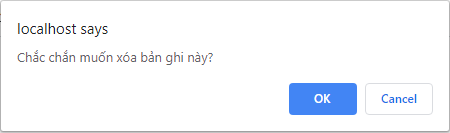 localhost says
Chắc chắn muốn xóa bản ghi này?
OK
Cancel